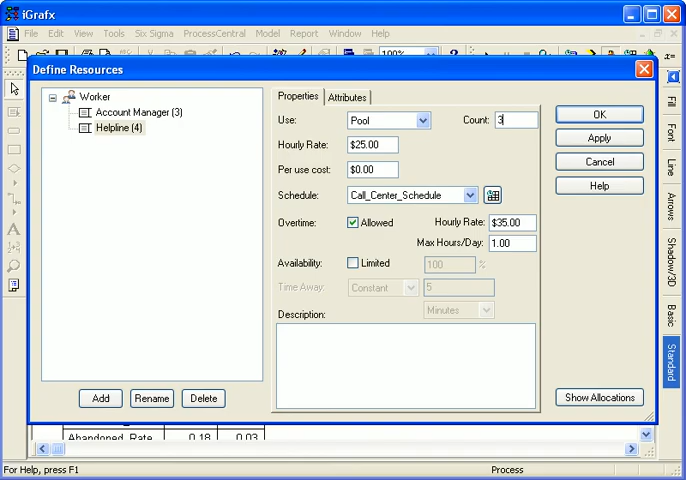 iGrafx
File Edit View Tools Six Sigma ProcessCentral Model Report Window Help
100%
Define Resources
Worker
Account Manager (3)
Helpline (4)
Properties Attributes
Use: Pool Count: 3
Hourly Rate: $25.00
Per use cost: $0.00
Schedule: Call_Center_Schedule
Overtime: Allowed Hourly Rate: $35.00
Max Hours/Day: 1.00
Availability: Limited 100 %
Time Away: Constant 5
Minutes
Description:
OK
Apply
Cancel
Help
Show Allocations
Add Rename Delete
Fill
Font
Line
Arrows
Shadow/3D
Basic
Standard
A
x=
Abandoned_Rate 0.18 0.03
For Help, press F1 Process